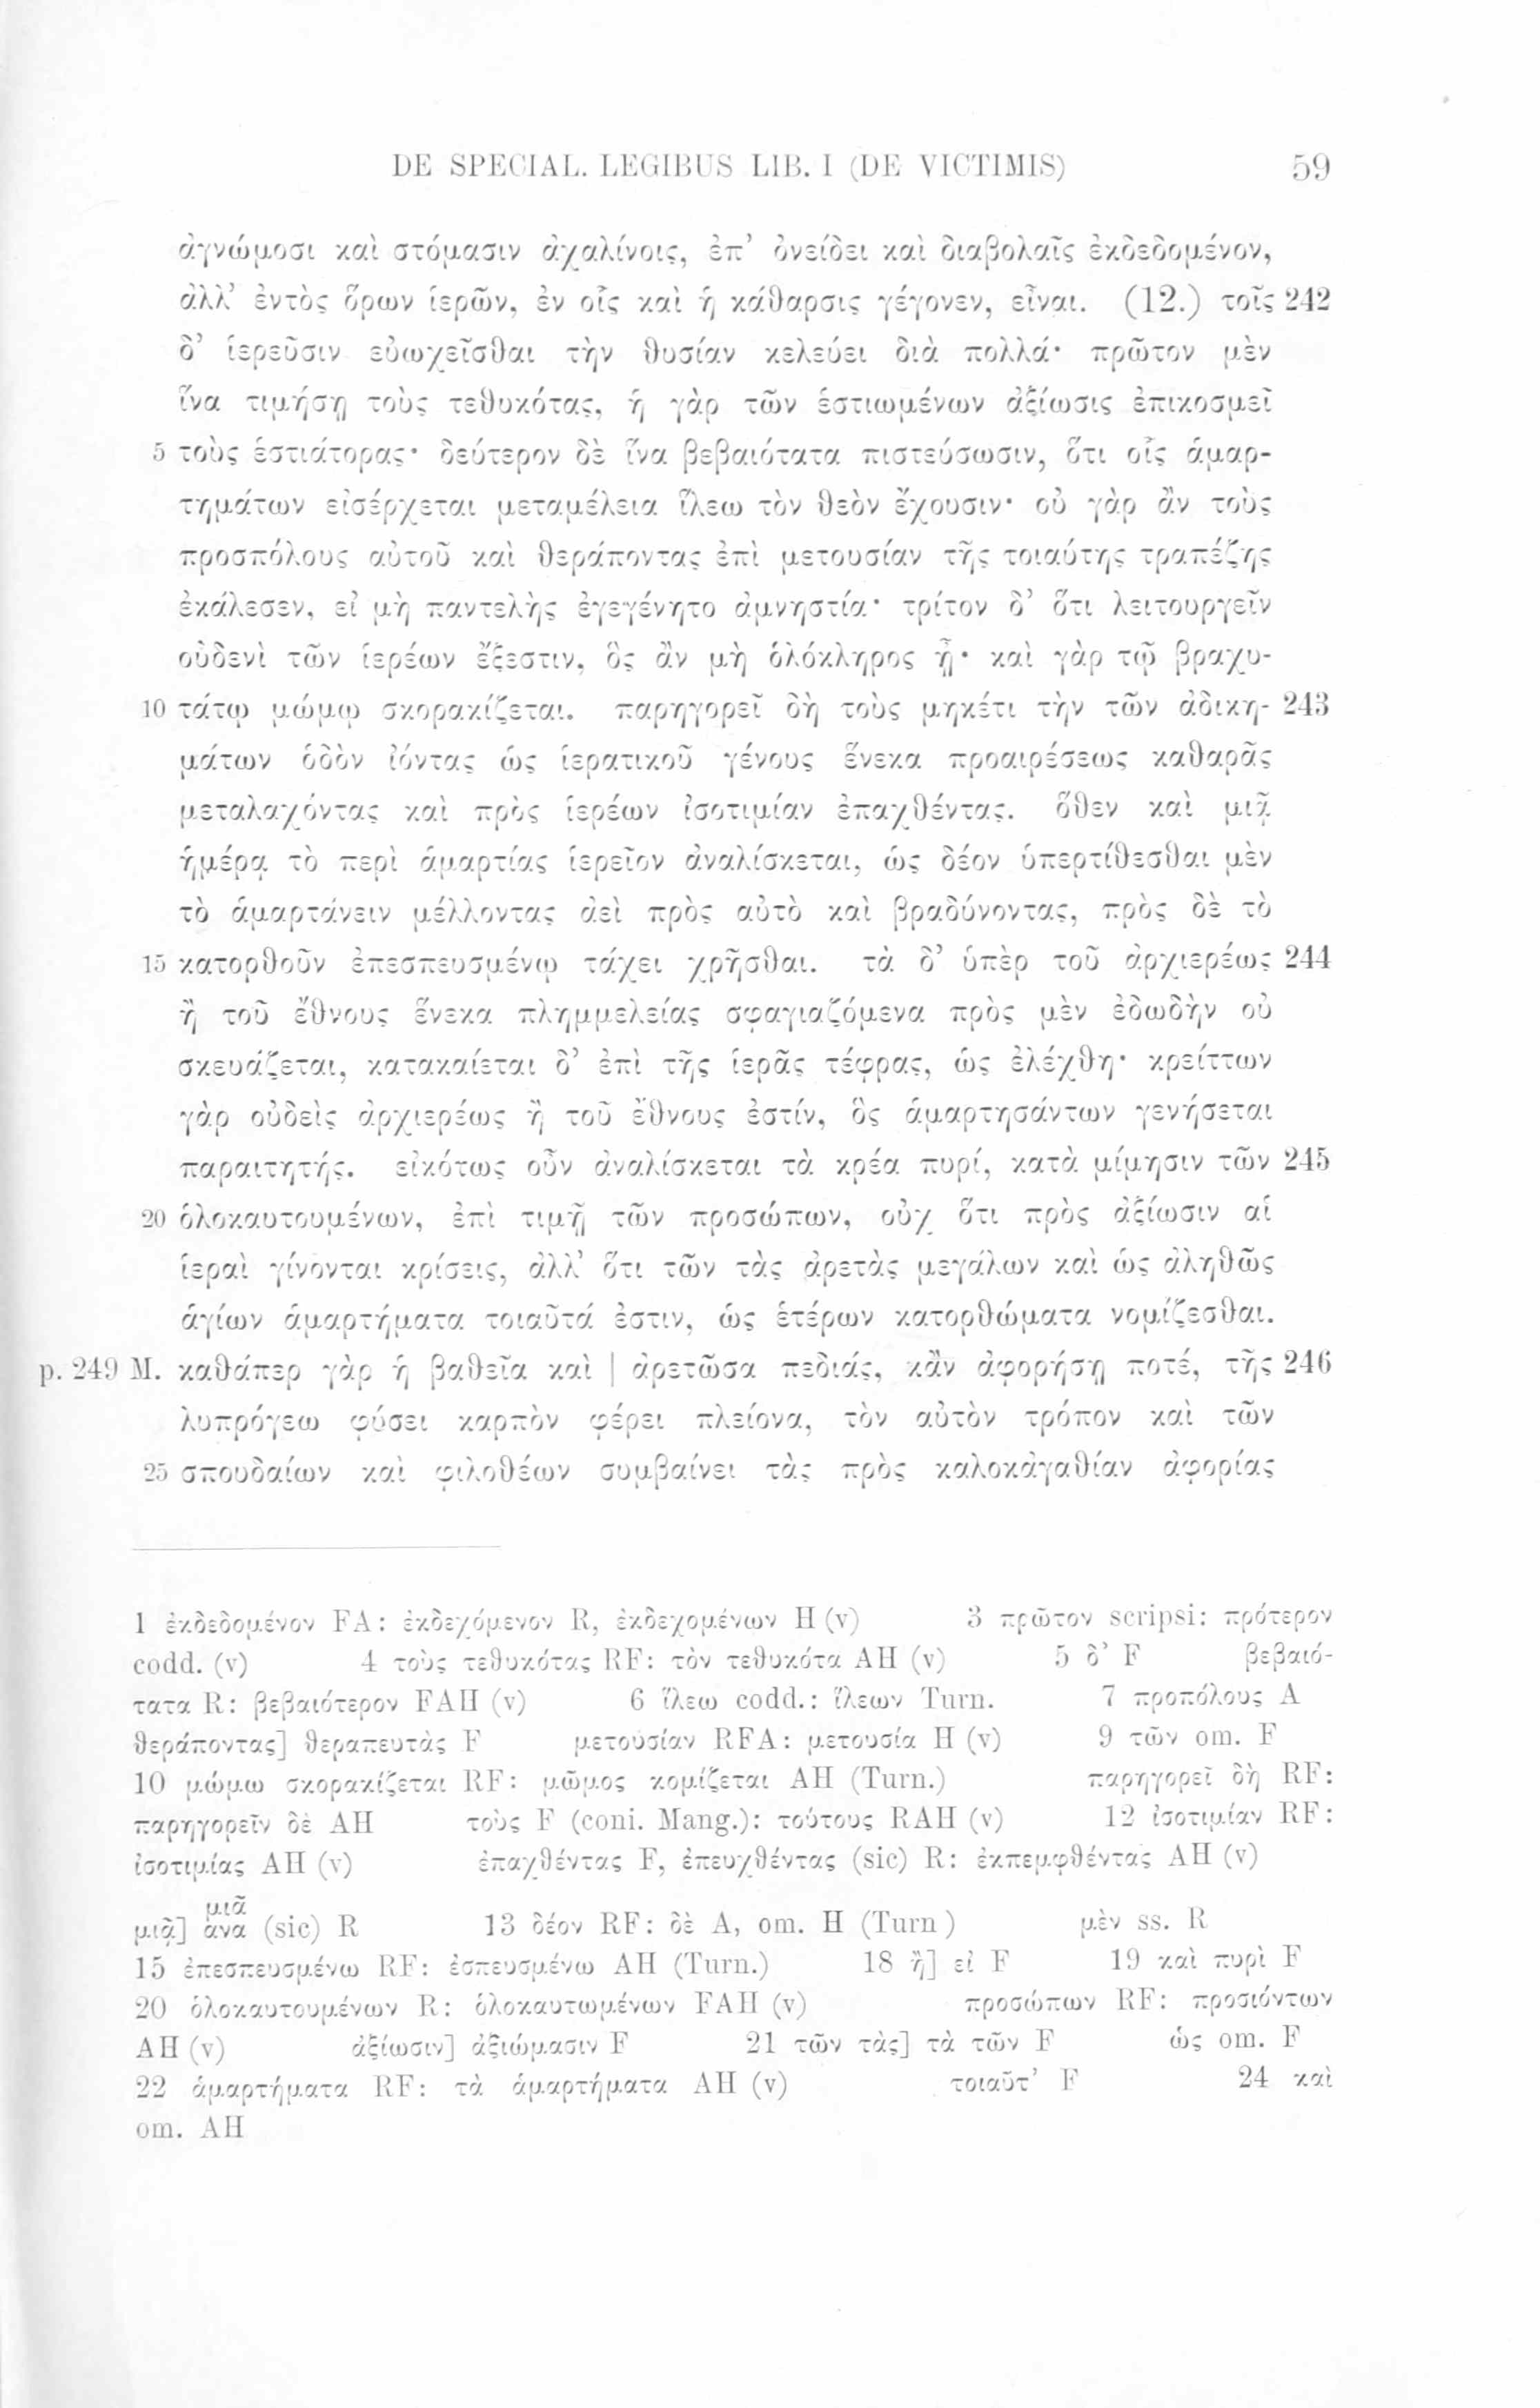 DE SPECIAL. LEGIBUS LIB. I (DE VICTIMIS) 59
ἀγνώμοσι καὶ στόμασιν ἀχαλίνοις, ἐπ’ ὀνείδει καὶ διαβολαῖς ἐκδεδομένον,
ἀλλ’ ἐντὸς ὅρων ἱερῶν, ἐν οἷς καὶ ἡ κάθαρσις γέγονεν, εἶναι. (12.) τοῖς 242
δ’ ἱερεῦσιν εὐωχεῖσθαι τὴν θυσίαν κελεύει διὰ πολλά· πρῶτον μὲν
ἵνα τιμήσῃ τοὺς τεθυκότας, ἡ γὰρ τῶν ἑστιωμένων ἀξίωσις ἐπικοσμεῖ
5 τοὺς ἑστιάτορας· δεύτερον δὲ ἵνα βεβαιότατα πιστεύσωσιν, ὅτι οἷς ἁμαρ-
τημάτων εἰσέρχεται μεταμέλεια ἵλεω τὸν θεὸν ἔχουσιν· οὐ γὰρ ἂν τοὺς
προσπόλους αὐτοῦ καὶ θεράποντας ἐπὶ μετουσίαν τῆς τοιαύτης τραπέζης
ἐκάλεσεν, εἰ μὴ παντελὴς ἐγεγένητο ἀμνηστία· τρίτον δ’ ὅτι λειτουργεῖν
οὐδενὶ τῶν ἱερέων ἔξεστιν, ὃς ἂν μὴ ὁλόκληρος ᾖ· καὶ γὰρ τῷ βραχυ-
10 τάτῳ μώμῳ σκορακίζεται. παρηγορεῖ δὴ τοὺς μηκέτι τὴν τῶν ἀδικη- 243
μάτων ὁδὸν ἰόντας ὡς ἱερατικοῦ γένους ἕνεκα προαιρέσεως καθαρᾶς
μεταλαχόντας καὶ πρὸς ἱερέων ἰσοτιμίαν ἐπαχθέντας. ὅθεν καὶ μιᾷ
ἡμέρᾳ τὸ περὶ ἁμαρτίας ἱερεῖον ἀναλίσκεται, ὡς δέον ὑπερτίθεσθαι μὲν
τὸ ἁμαρτάνειν μέλλοντας ἀεὶ πρὸς αὐτὸ καὶ βραδύνοντας, πρὸς δὲ τὸ
15 κατορθοῦν ἐπεσπευσμένῳ τάχει χρῆσθαι. τὰ δ’ ὑπὲρ τοῦ ἀρχιερέως 244
ἢ τοῦ ἔθνους ἕνεκα πλημμελείας σφαγιαζόμενα πρὸς μὲν ἐδωδὴν οὐ
σκευάζεται, κατακαίεται δ’ ἐπὶ τῆς ἱερᾶς τέφρας, ὡς ἐλέχθη· κρείττων
γὰρ οὐδεὶς ἀρχιερέως ἢ τοῦ ἔθνους ἐστίν, ὃς ἁμαρτησάντων γενήσεται
παραιτητής. εἰκότως οὖν ἀναλίσκεται τὰ κρέα πυρί, κατὰ μίμησιν τῶν 245
20 ὁλοκαυτουμένων, ἐπὶ τιμῇ τῶν προσώπων, οὐχ ὅτι πρὸς ἀξίωσιν αἱ
ἱεραὶ γίνονται κρίσεις, ἀλλ’ ὅτι τῶν τὰς ἀρετὰς μεγάλων καὶ ὡς ἀληθῶς
ἁγίων ἁμαρτήματα τοιαῦτά ἐστιν, ὡς ἑτέρων κατορθώματα νομίζεσθαι.
p. 249 M. καθάπερ γὰρ ἡ βαθεῖα καὶ | ἀρετῶσα πεδιάς, κἂν ἀφορήσῃ ποτέ, τῆς 246
λυπρόγεω φύσει καρπὸν φέρει πλείονα, τὸν αὐτὸν τρόπον καὶ τῶν
25 σπουδαίων καὶ φιλοθέων συμβαίνει τὰς πρὸς καλοκἀγαθίαν ἀφορίας
1 ἐκδεδομένον FA: ἐκδεχόμενον R, ἐκδεχομένων H (v) 3 πρῶτον scripsi: πρότερον
codd. (v) 4 τοὺς τεθυκότας RF: τὸν τεθυκότα AH (v) 5 δ’ F βεβαιό-
τατα R: βεβαιότερον FAH (v) 6 ἵλεω codd.: ἵλεων Turn. 7 προπόλους A
θεράποντας] θεραπευτὰς F μετουσίαν RFA: μετουσία H (v) 9 τῶν om. F
10 μώμω σκορακίζεται RF: μῶμος κομίζεται AH (Turn.) παρηγορεῖ δὴ RF:
παρηγορεῖν δὲ AH τοὺς F (coni. Mang.): τούτους RAH (v) 12 ἰσοτιμίαν RF:
ἰσοτιμίας AH (v) ἐπαχθέντας F, ἐπευχθέντας (sic) R: ἐκπεμφθέντας AH (v)
μιᾶ
μιᾷ] ἀνα (sic) R 13 δέον RF: δὲ A, om. H (Turn) μὲν ss. R
15 ἐπεσπευσμένω RF: ἐσπευσμένω AH (Turn.) 18 ἢ] εἰ F 19 καὶ πυρὶ F
20 ὁλοκαυτουμένων R: ὁλοκαυτωμένων FAH (v) προσώπων RF: προσιόντων
AH (v) ἀξίωσιν] ἀξιώμασιν F 21 τῶν τὰς] τὰ τῶν F ὡς om. F
22 ἁμαρτήματα RF: τὰ ἁμαρτήματα AH (v) τοιαῦτ’ F 24 καὶ
om. AH